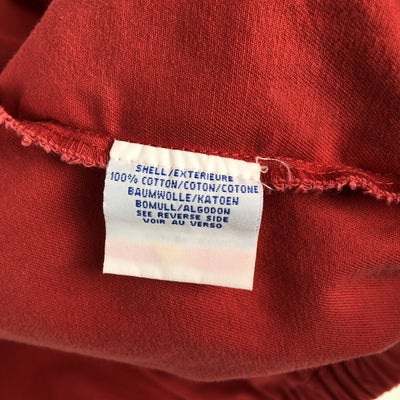 SHELL/EXTERIEURE
100% COTTON/COTON/COTONE
BAUMWOLLE/KATOEN
BOMULL/ALGODON
SEE REVERSE SIDE
VOIR AU VERSO